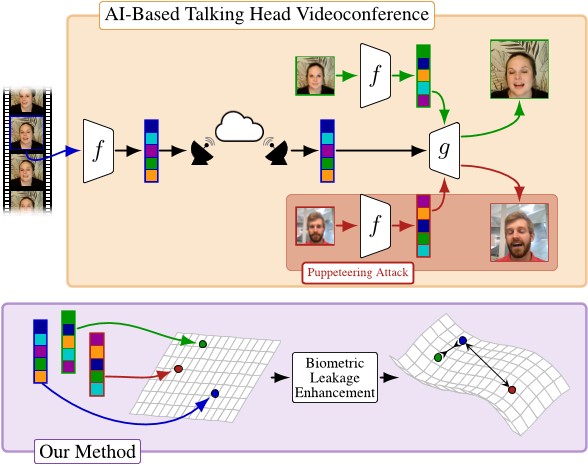 AI-Based Talking Head Videoconference
f
f
g
f
Puppeteering Attack
Biometric
Leakage
Enhancement
Our Method